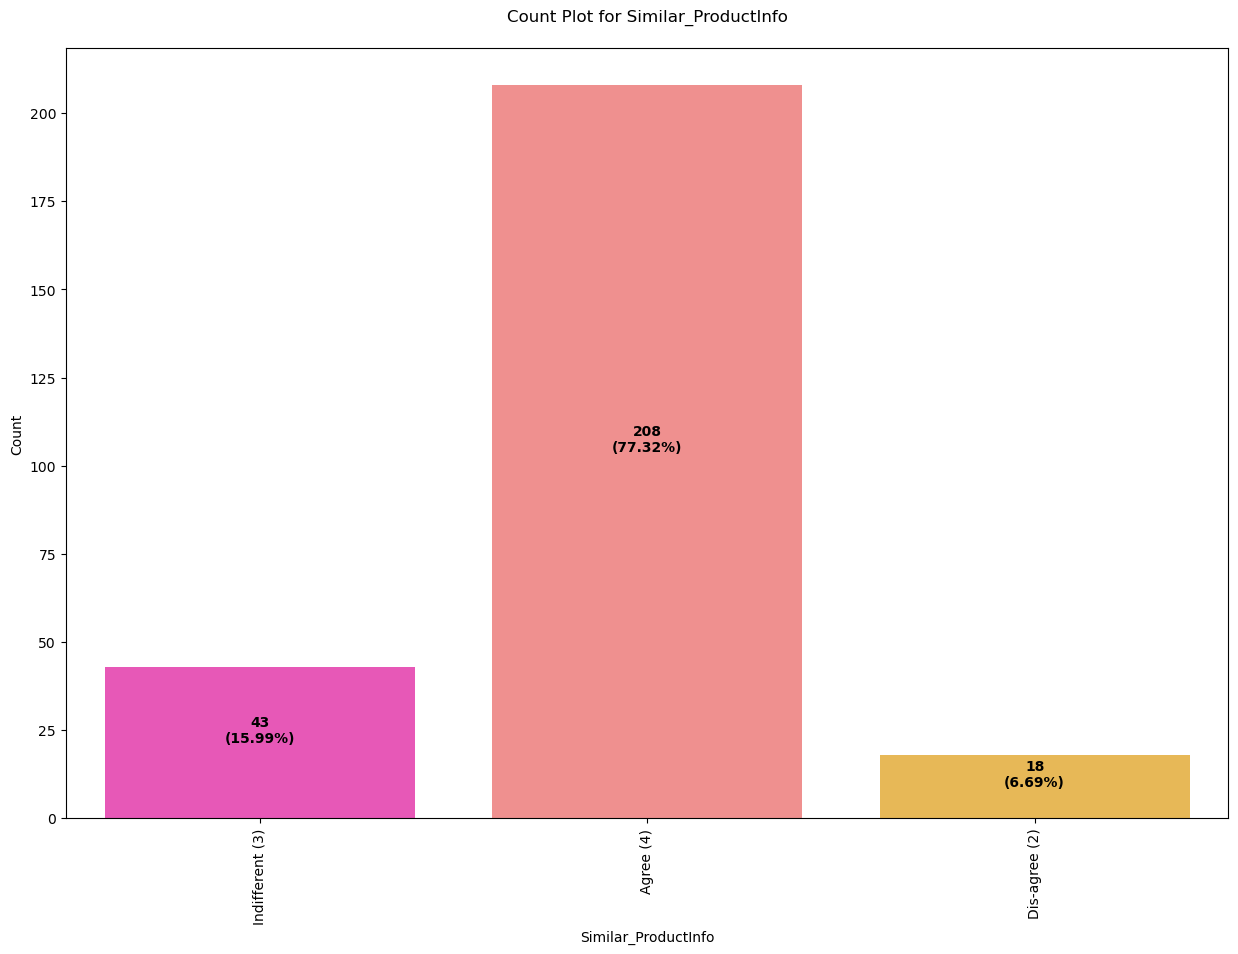 Count Plot for Similar_ProductInfo
200
175
150
125
100
75
50
25
0
Count
208
(77.32%)
43
(15.99%)
18
(6.69%)
Indifferent (3)
Agree (4)
Dis-agree (2)
Similar_ProductInfo